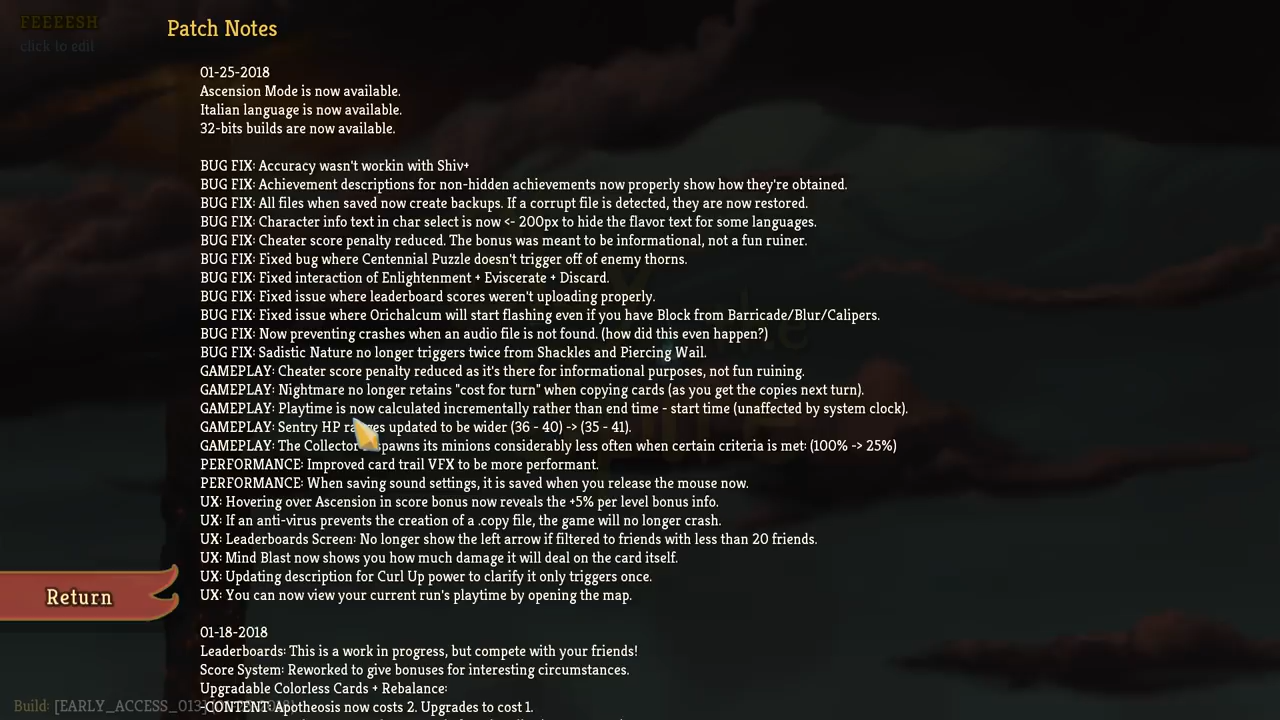 FEEEESH
click to edit
Patch Notes
01-25-2018
Ascension Mode is now available.
Italian language is now available.
32-bits builds are now available.
BUG FIX: Accuracy wasn't workin with Shiv+
BUG FIX: Achievement descriptions for non-hidden achievements now properly show how they're obtained.
BUG FIX: All files when saved now create backups. If a corrupt file is detected, they are now restored.
BUG FIX: Character info text in char select is now <- 200px to hide the flavor text for some languages.
BUG FIX: Cheater score penalty reduced. The bonus was meant to be informational, not a fun ruiner.
BUG FIX: Fixed bug where Centennial Puzzle doesn't trigger off of enemy thorns.
BUG FIX: Fixed interaction of Enlightenment + Eviscerate + Discard.
BUG FIX: Fixed issue where leaderboard scores weren't uploading properly.
BUG FIX: Fixed issue where Orichalcum will start flashing even if you have Block from Barricade/Blur/Calipers.
BUG FIX: Now preventing crashes when an audio file is not found. (how did this even happen?)
BUG FIX: Sadistic Nature no longer triggers twice from Shackles and Piercing Wail.
GAMEPLAY: Cheater score penalty reduced as it's there for informational purposes, not fun ruining.
GAMEPLAY: Nightmare no longer retains "cost for turn" when copying cards (as you get the copies next turn).
GAMEPLAY: Playtime is now calculated incrementally rather than end time - start time (unaffected by system clock).
GAMEPLAY: Sentry HP ranges updated to be wider (36 - 40) -> (35 - 41).
GAMEPLAY: The Collector spawns its minions considerably less often when certain criteria is met: (100% -> 25%)
PERFORMANCE: Improved card trail VFX to be more performant.
PERFORMANCE: When saving sound settings, it is saved when you release the mouse now.
UX: Hovering over Ascension in score bonus now reveals the +5% per level bonus info.
UX: If an anti-virus prevents the creation of a .copy file, the game will no longer crash.
UX: Leaderboards Screen: No longer show the left arrow if filtered to friends with less than 20 friends.
UX: Mind Blast now shows you how much damage it will deal on the card itself.
UX: Updating description for Curl Up power to clarify it only triggers once.
UX: You can now view your current run's playtime by opening the map.
Return
01-18-2018
Leaderboards: This is a work in progress, but compete with your friends!
Score System: Reworked to give bonuses for interesting circumstances.
Upgradable Colorless Cards + Rebalance:
-CONTENT: Apotheosis now costs 2. Upgrades to cost 1.
Build: [EARLY_ACCESS_013]